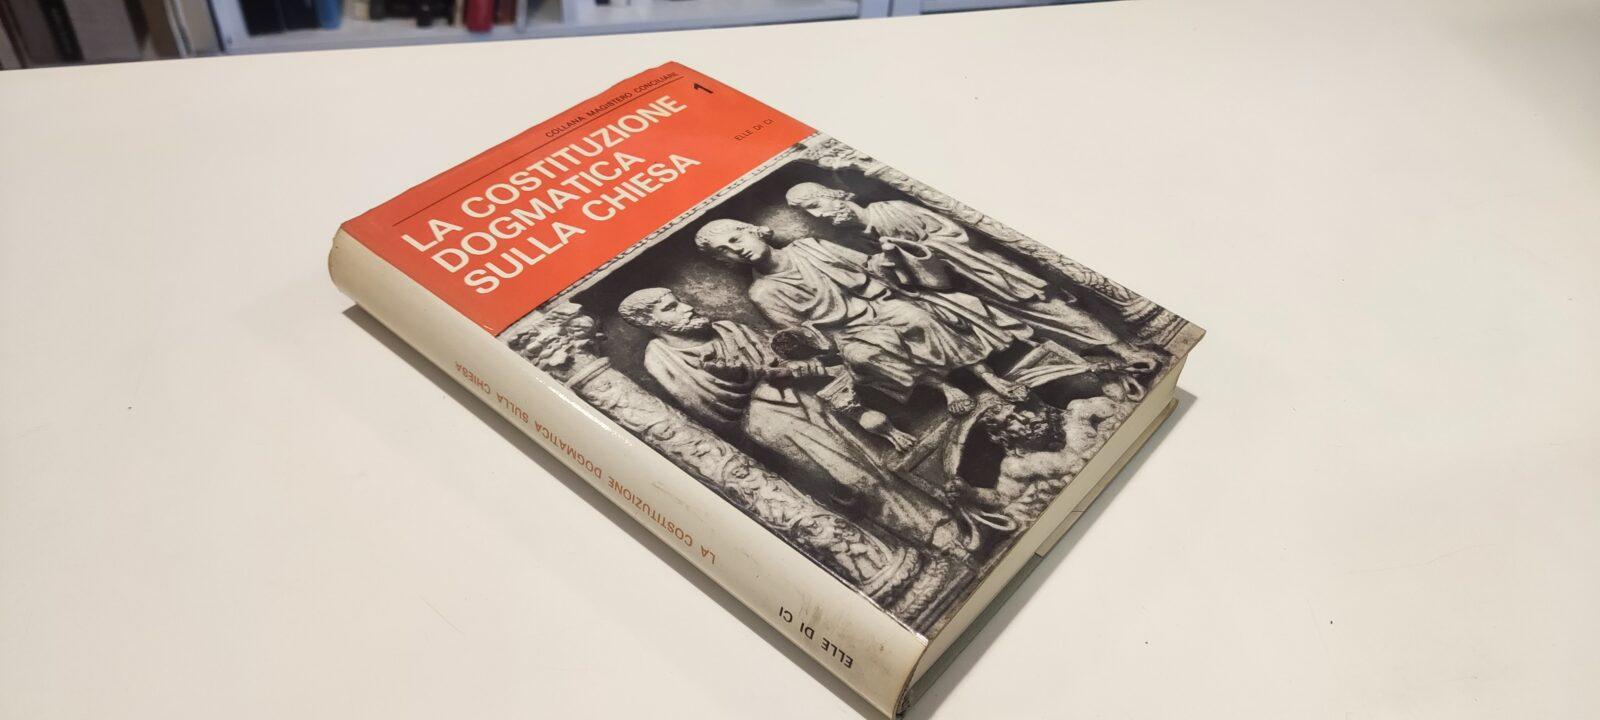 COLLANA MAGISTERO CONCILIARE
1
LA COSTITUZIONE
DOGMATICA
SULLA CHIESA
ELLE DI CI
LA COSTITUZIONE DOGMATICA SULLA CHIESA
ELLE DI CI